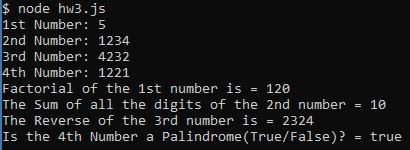 $ node hw3.js
1st Number: 5
2nd Number: 1234
3rd Number: 4232
4th Number: 1221
Factorial of the 1st number is = 120
The Sum of all the digits of the 2nd number = 10
The Reverse of the 3rd number is = 2324
Is the 4th Number a Palindrome(True/False)? = true